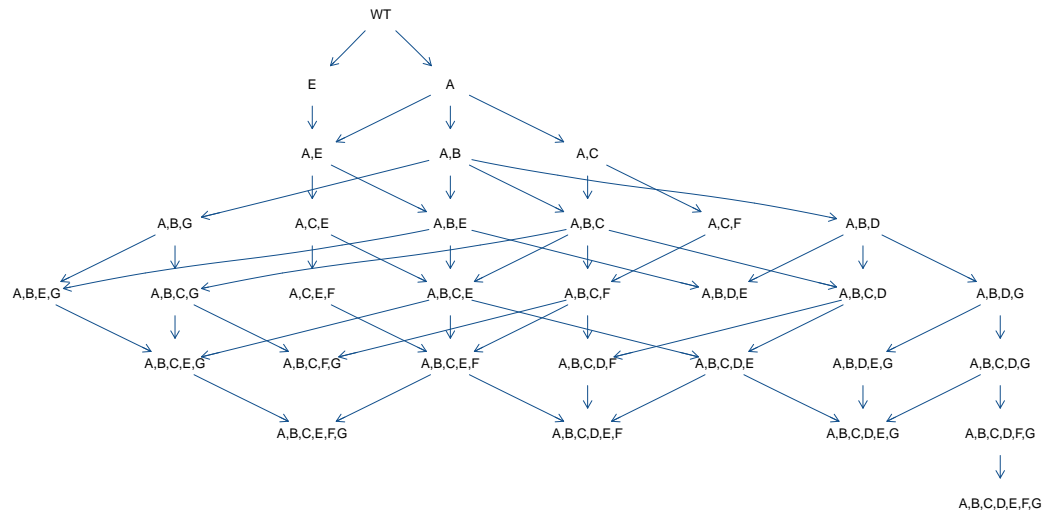 WT
E
A
A,E
A,B
A,C
A,B,G
A,C,E
A,B,E
A,B,C
A,C,F
A,B,D
A,B,E,G
A,B,C,G
A,C,E,F
A,B,C,E
A,B,C,F
A,B,D,E
A,B,C,D
A,B,D,G
A,B,C,E,G
A,B,C,F,G
A,B,C,E,F
A,B,C,D,F
A,B,C,D,E
A,B,D,E,G
A,B,C,D,G
A,B,C,E,F,G
A,B,C,D,E,F
A,B,C,D,E,G
A,B,C,D,F,G
A,B,C,D,E,F,G